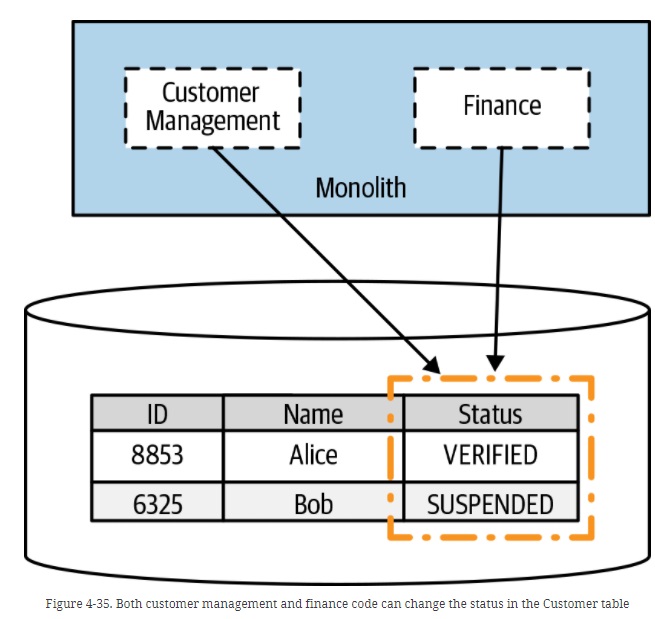 Customer
Management
Finance
Monolith
ID Name Status
8853 Alice VERIFIED
6325 Bob SUSPENDED
Figure 4-35. Both customer management and finance code can change the status in the Customer table